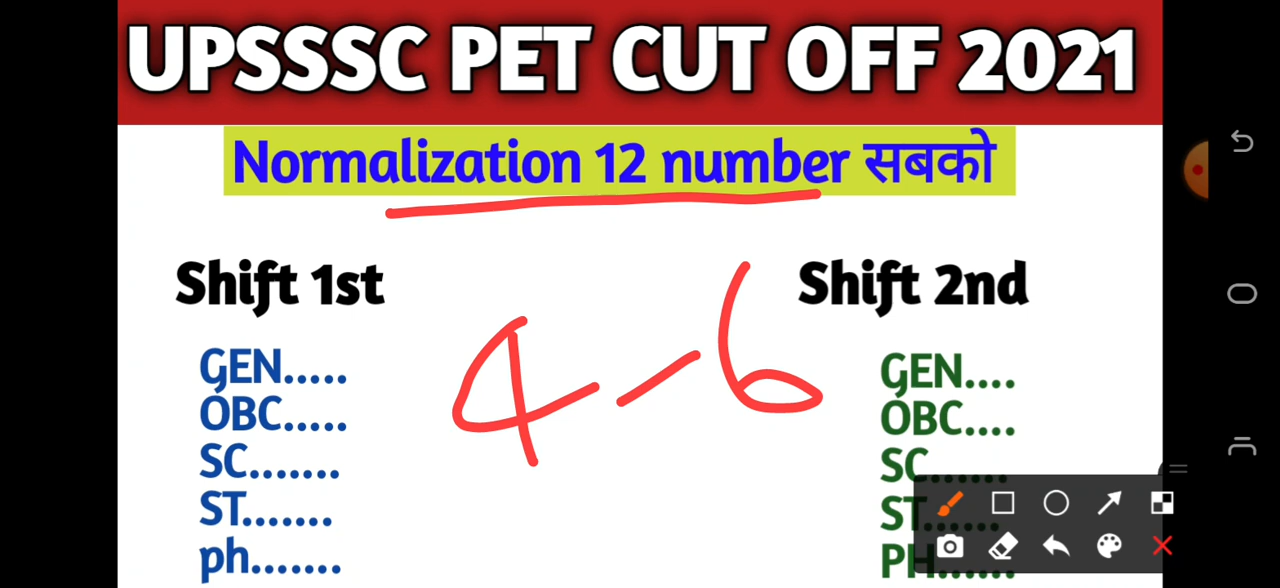 UPSSSC PET CUT OFF 2021
Normalization 12 number सबको
Shift 1st
4-6
Shift 2nd
GEN.....
GEN....
OBC.....
OBC....
SC.......
SC.......
ST.......
ST.......
ph.......
PH.......